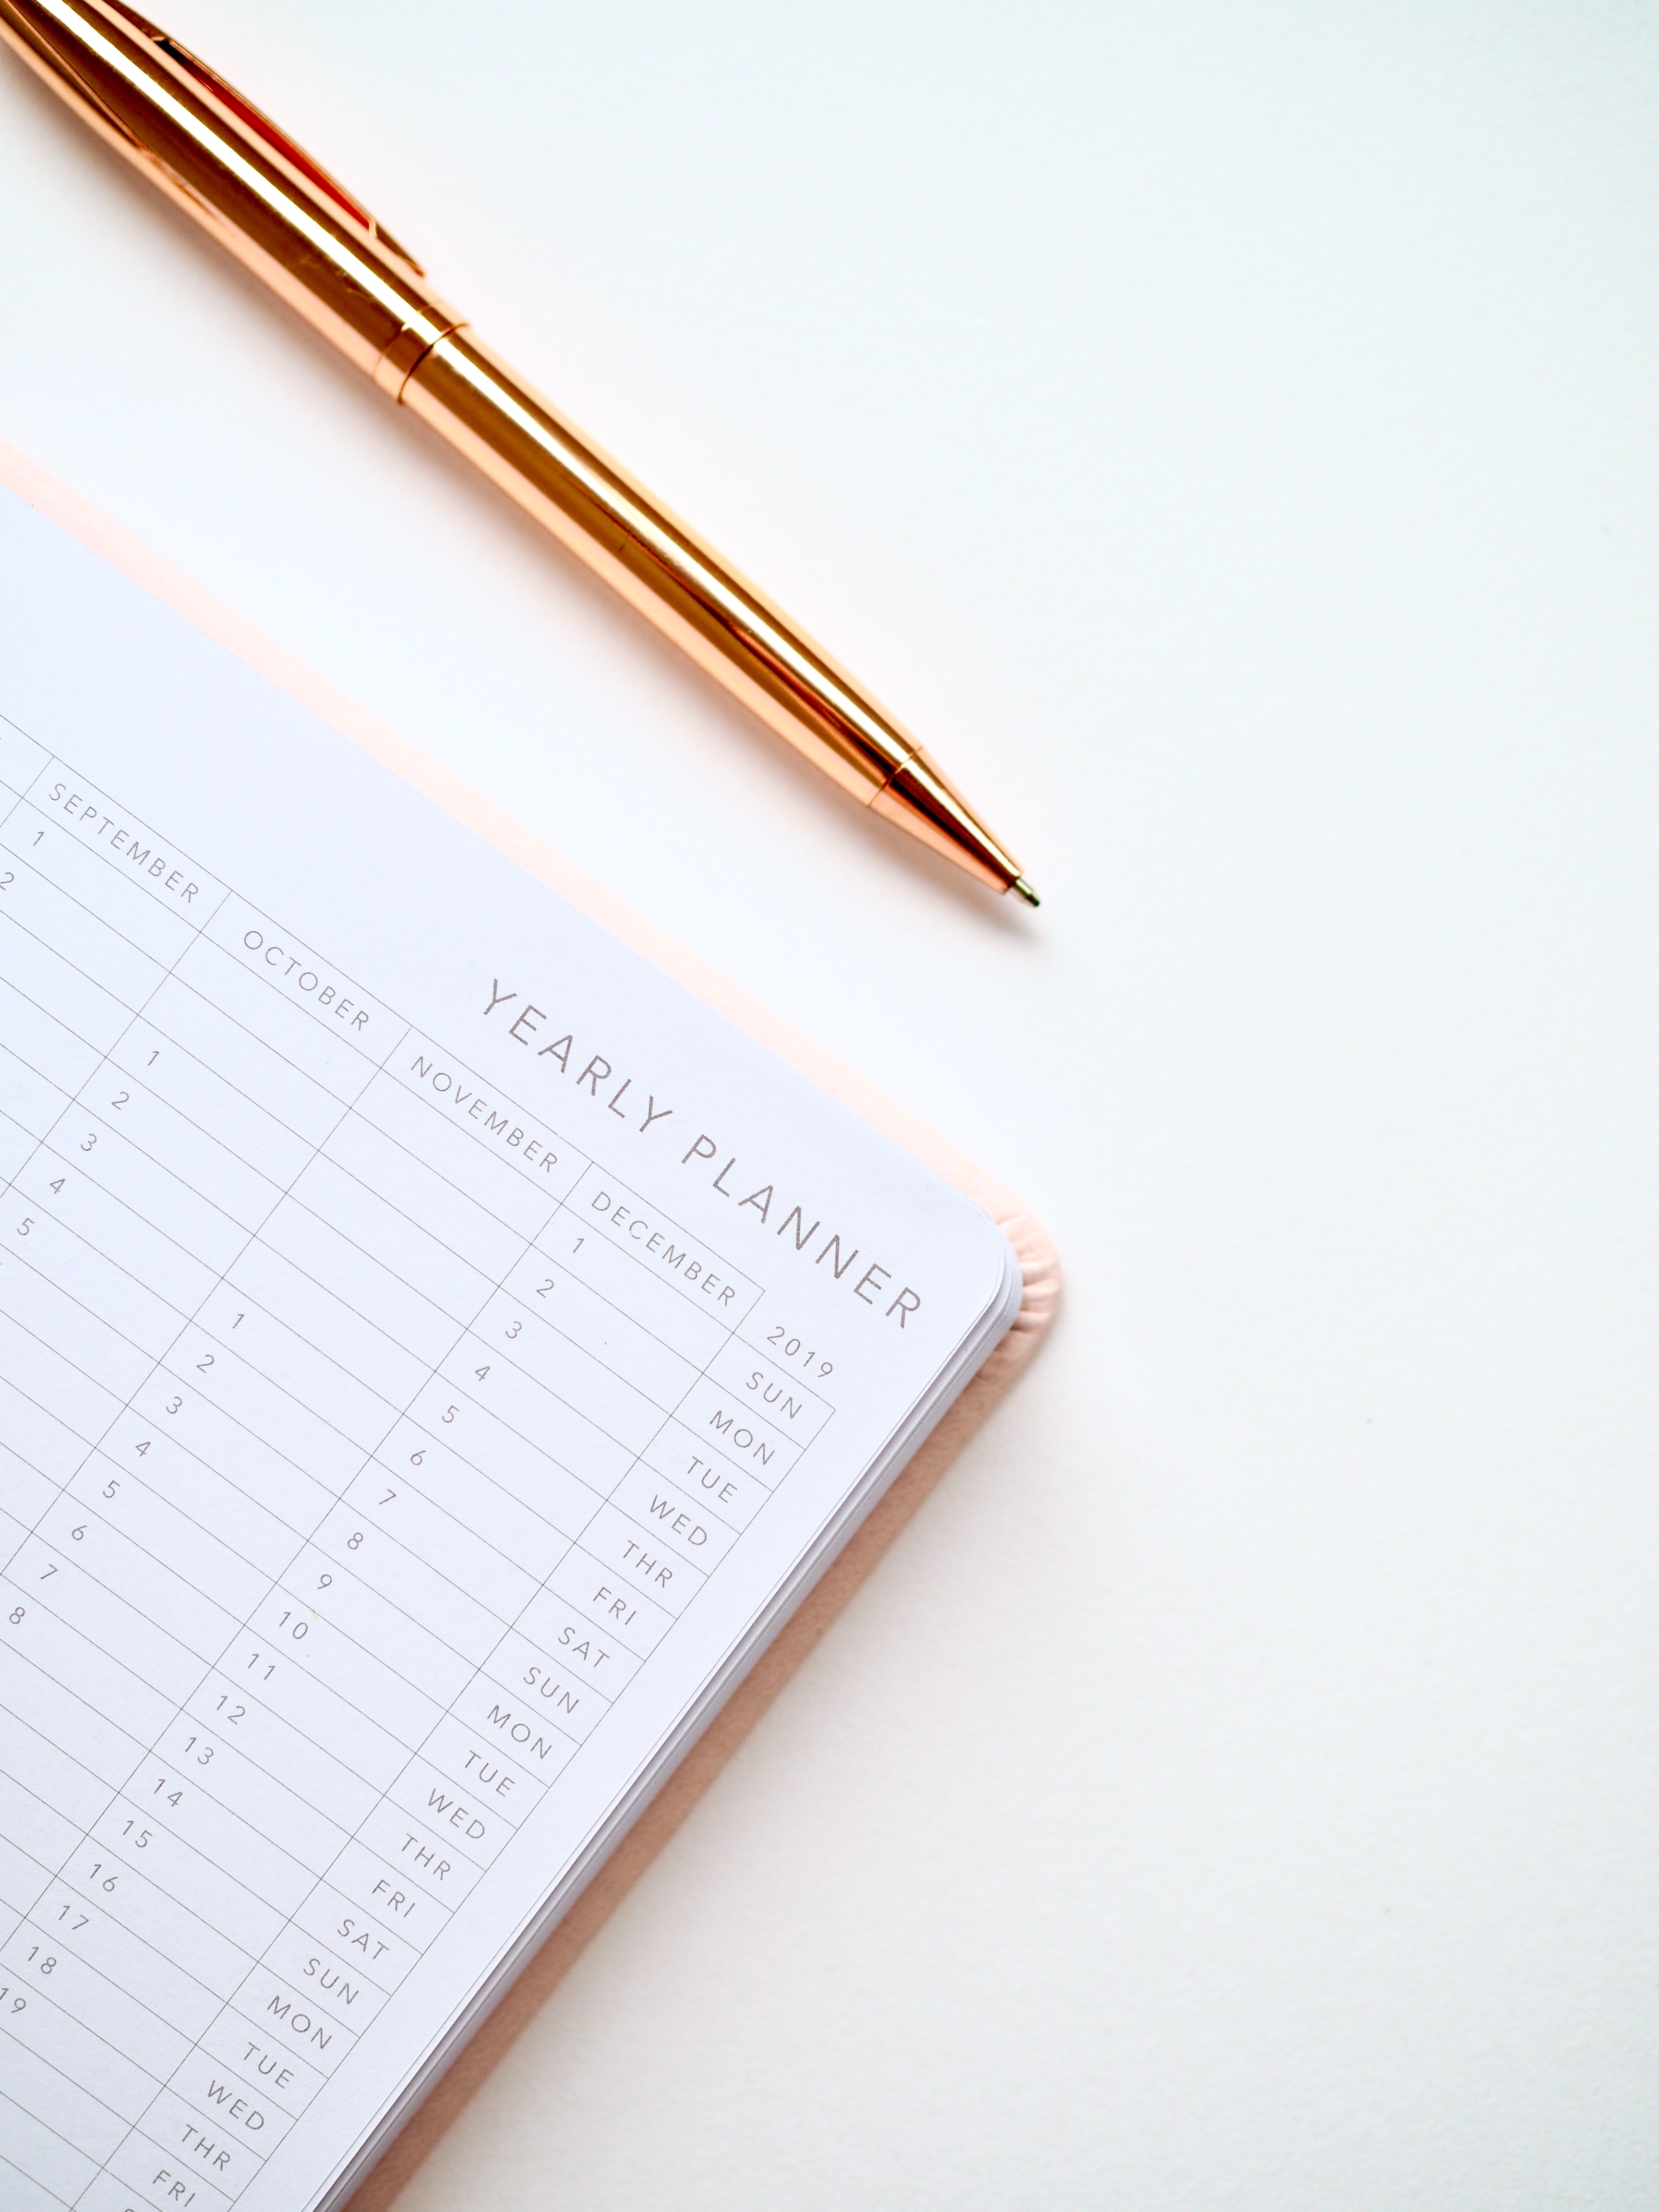 YEARLY PLANNER
SEPTEMBER OCTOBER NOVEMBER DECEMBER 2019
1 1 SUN
2 2 MON
1 3 TUE
2 4 WED
3 5 THR
4 1 6 FRI
5 2 7 SAT
3 8 SUN
4 9 MON
5 10 TUE
6 11 WED
7 12 THR
8 13 FRI
14 SAT
15 SUN
16 MON
17 TUE
18 WED
19 THR
FRI